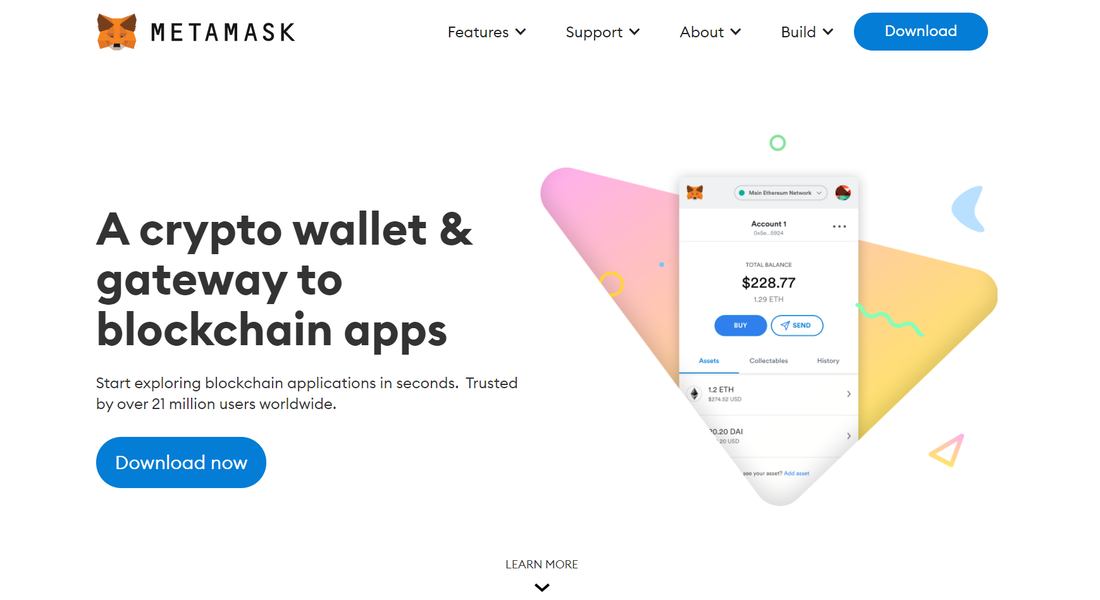 METAMASK
Features
Support
About
Build
Download
A crypto wallet &
gateway to
blockchain apps
Start exploring blockchain applications in seconds. Trusted
by over 21 million users worldwide.
Download now
Main Ethereum Network
Account 1
0x5e...5924
TOTAL BALANCE
$228.77
1.29 ETH
BUY
SEND
Assets
Collectables
History
1.2 ETH
$274.52 USD
0.20 DAI
20 USD
see your asset? Add asset
LEARN MORE